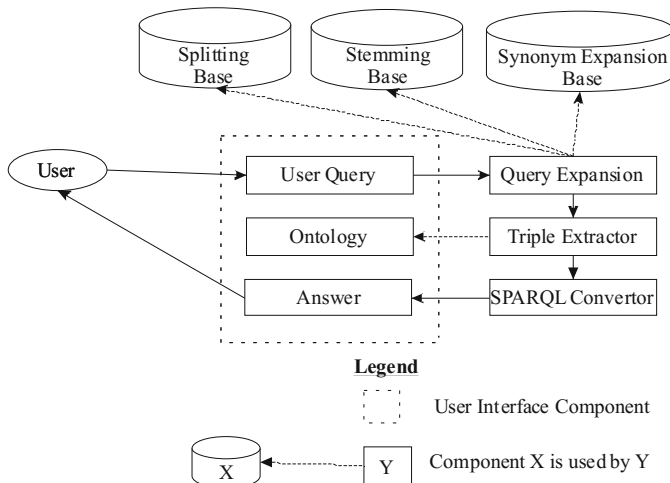 Splitting
Base
Stemming
Base
Synonym Expansion
Base
User
User Query
Query Expansion
Ontology
Triple Extractor
Answer
SPARQL Convertor
Legend
User Interface Component
X
Y
Component X is used by Y